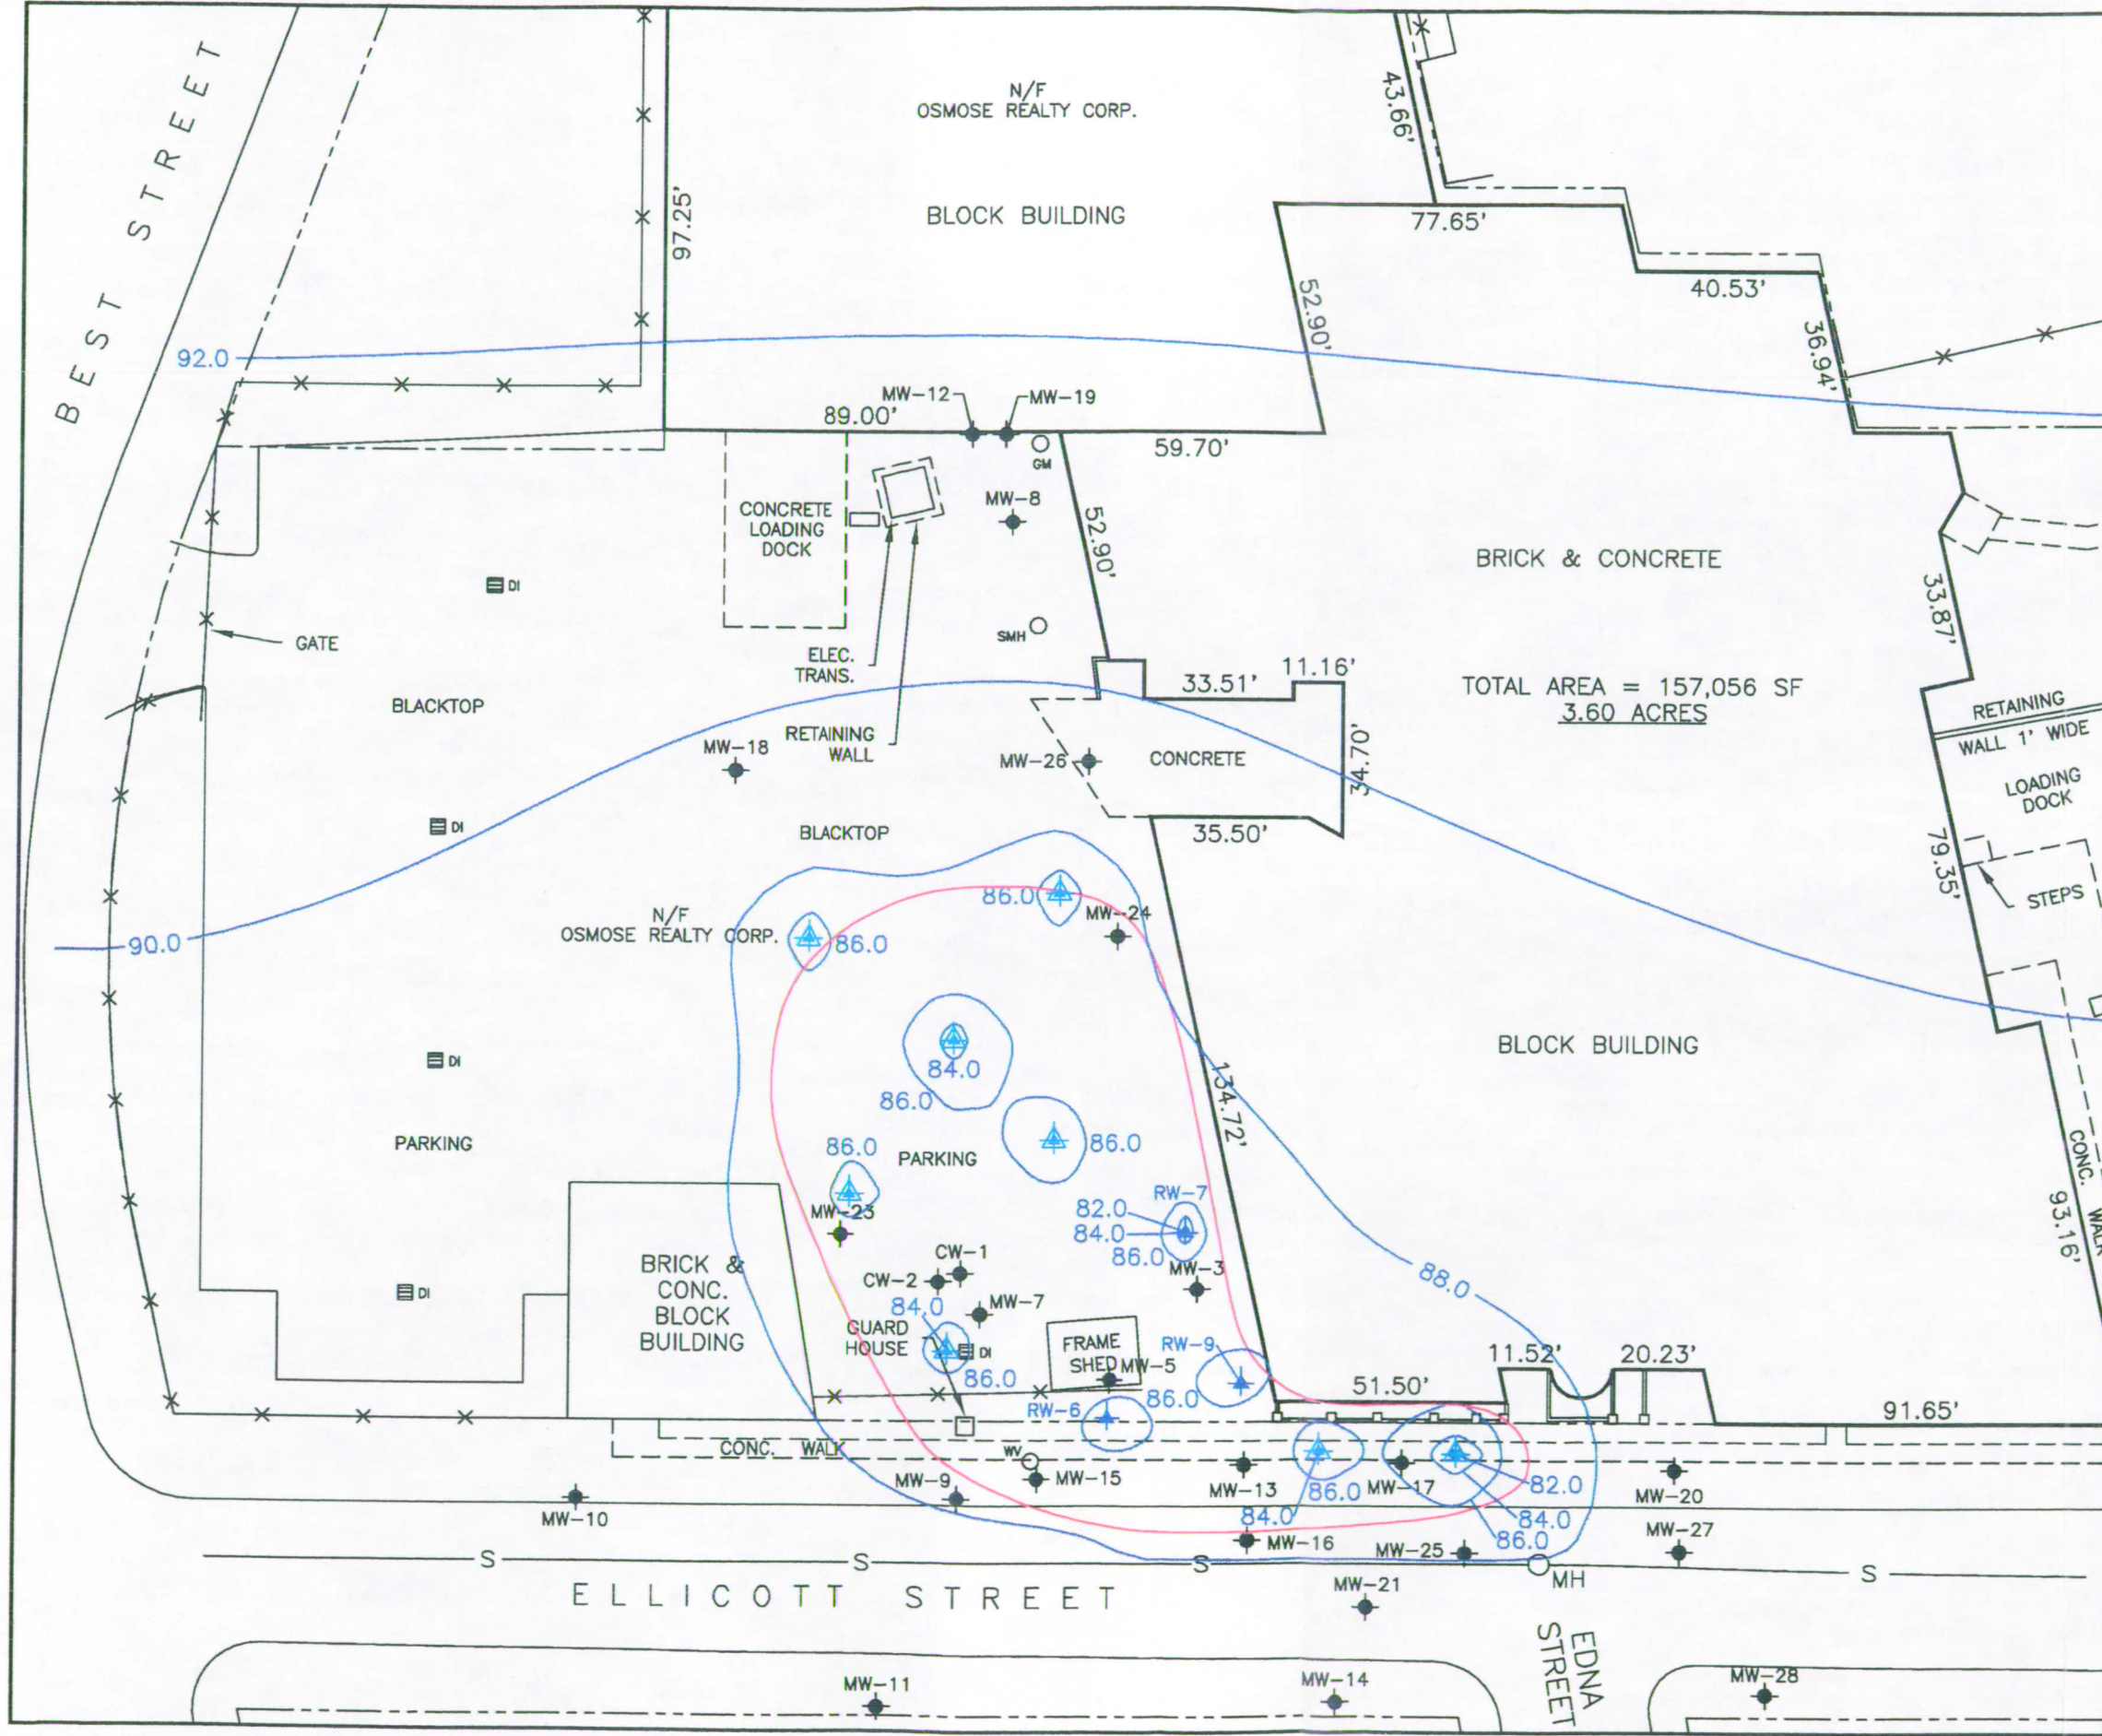 BEST STREET
N/F
OSMOSE REALTY CORP.
BLOCK BUILDING
97.25'
43.66'
77.65'
52.90'
40.53'
36.94'
92.0
MW-12
MW-19
89.00'
59.70'
GM
MW-8
CONCRETE
LOADING
DOCK
52.90'
BRICK & CONCRETE
DI
SMH
GATE
ELEC.
TRANS.
33.87'
33.51'
11.16'
TOTAL AREA = 157,056 SF
3.60 ACRES
BLACKTOP
RETAINING
WALL
RETAINING
WALL 1' WIDE
MW-18
MW-26
CONCRETE
34.70'
LOADING
DOCK
DI
BLACKTOP
35.50'
79.35'
STEPS
86.0
MW-24
N/F
OSMOSE REALTY CORP.
86.0
90.0
BLOCK BUILDING
DI
84.0
86.0
134.72'
PARKING
86.0
86.0
PARKING
CONC. WALK
93.16'
RW-7
82.0
84.0
86.0
MW-23
CW-1
CW-2
MW-3
BRICK &
CONC.
BLOCK
BUILDING
DI
84.0
MW-7
88.0
GUARD
HOUSE
DI
FRAME
SHED
MW-5
RW-9
86.0
86.0
RW-6
11.52'
20.23'
51.50'
91.65'
CONC. WALK
WV
MW-9
MW-15
MW-13
86.0
MW-17
82.0
MW-20
MW-10
84.0
84.0
MW-16
86.0
MW-25
MW-27
S
S
S
MH
S
ELLICOTT STREET
MW-21
EDNA
STREET
MW-11
MW-14
MW-28